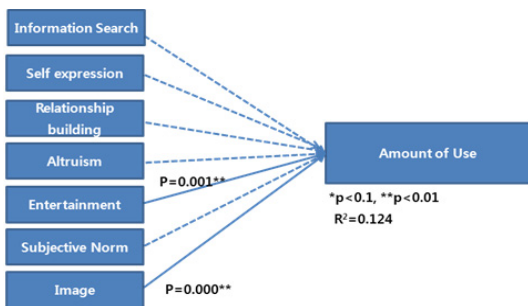 Information Search
Self expression
Relationship
building
Altruism
Amount of Use
P=0.001**
Entertainment
*p<0.1, **p<0.01
R²=0.124
Subjective Norm
Image
P=0.000**